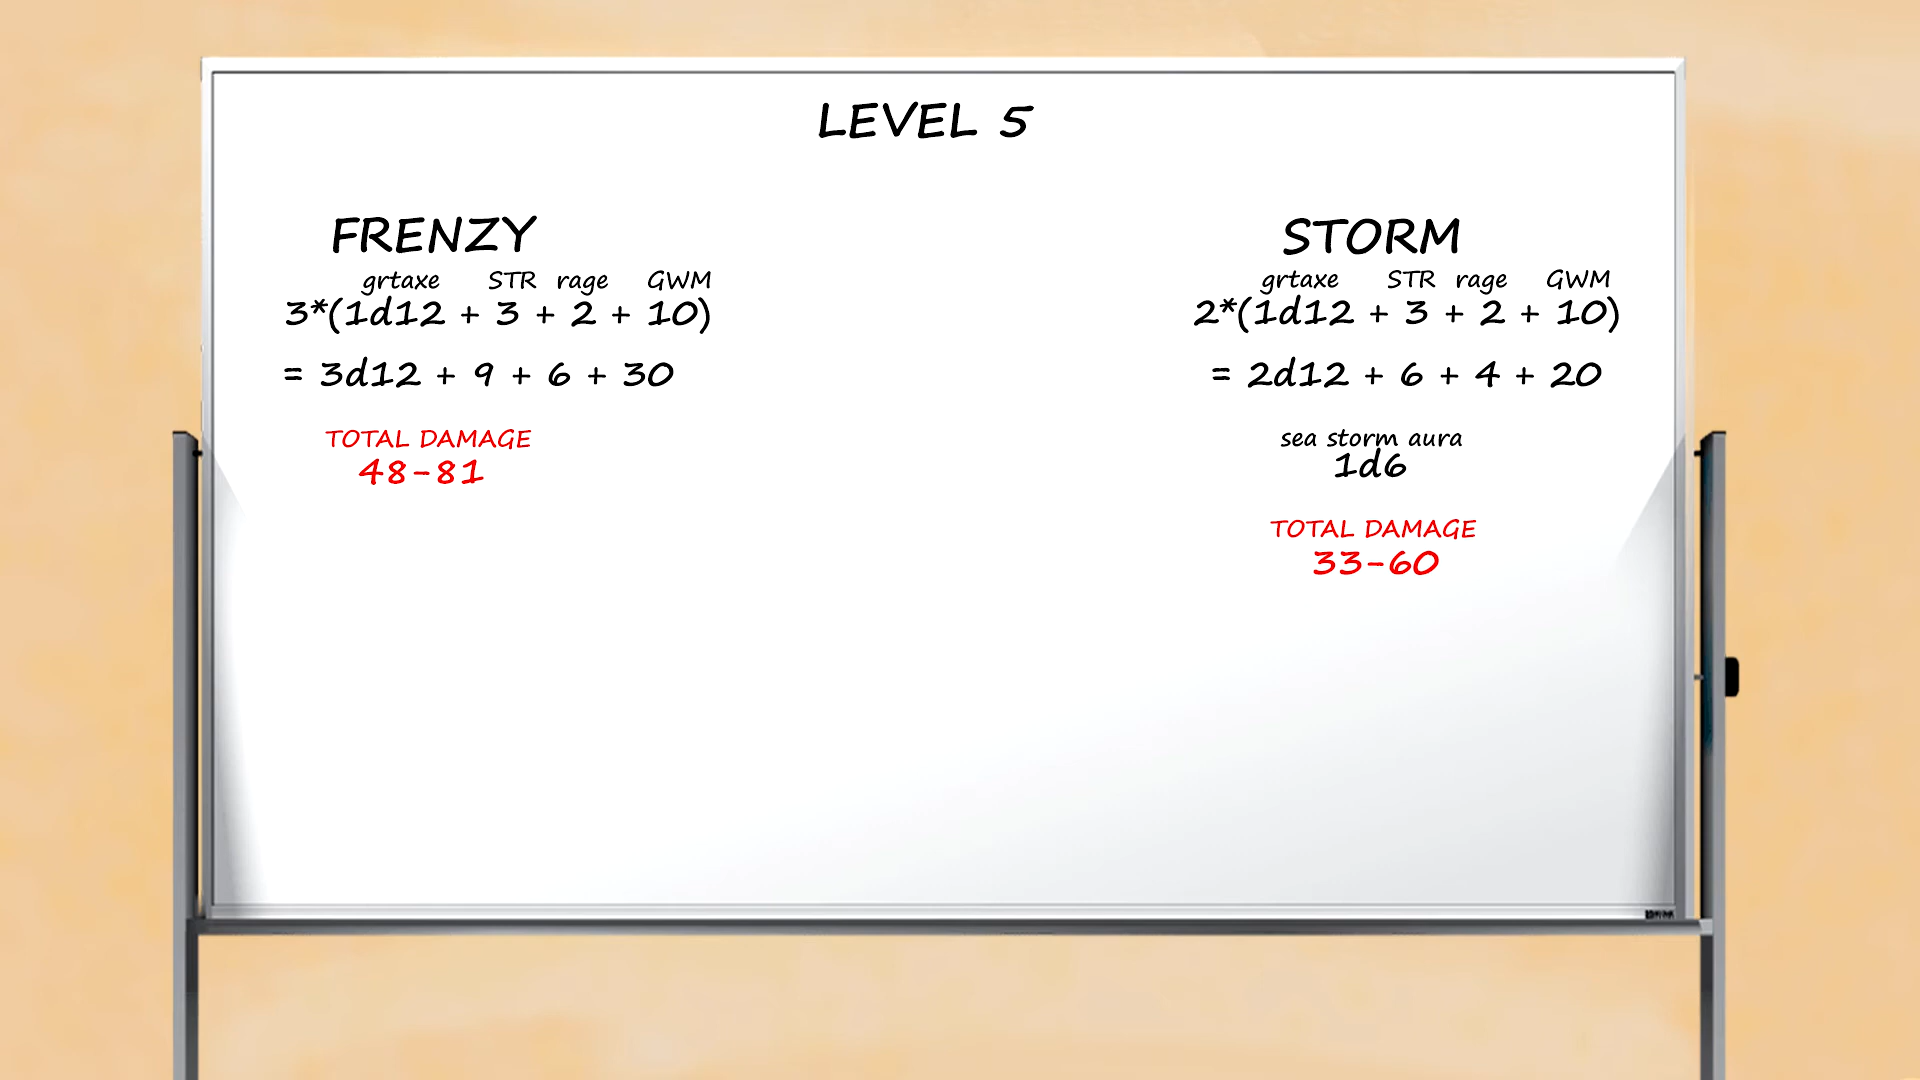 LEVEL 5
FRENZY
grtaxe STR rage GWM
3*(1d12 + 3 + 2 + 10)
= 3d12 + 9 + 6 + 30
TOTAL DAMAGE
48-81
STORM
grtaxe STR rage GWM
2*(1d12 + 3 + 2 + 10)
= 2d12 + 6 + 4 + 20
sea storm aura
1d6
TOTAL DAMAGE
33-60